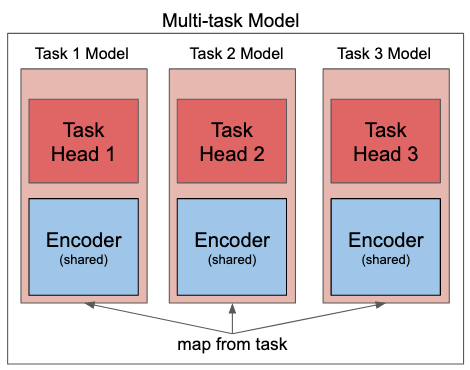 Multi-task Model
Task 1 Model
Task 2 Model
Task 3 Model
Task
Head 1
Task
Head 2
Task
Head 3
Encoder
(shared)
Encoder
(shared)
Encoder
(shared)
map from task